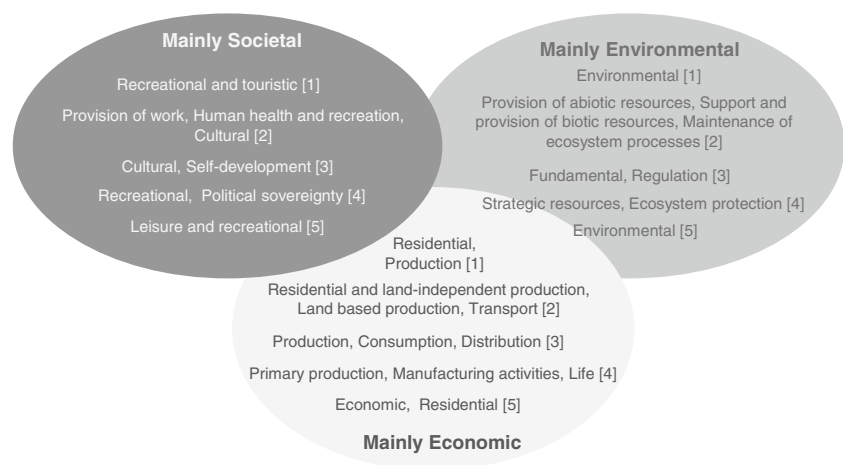 Mainly Societal
Recreational and touristic [1]
Provision of work, Human health and recreation,
Cultural [2]
Cultural, Self-development [3]
Recreational, Political sovereignty [4]
Leisure and recreational [5]
Mainly Environmental
Environmental [1]
Provision of abiotic resources, Support and
provision of biotic resources, Maintenance of
ecosystem processes [2]
Fundamental, Regulation [3]
Strategic resources, Ecosystem protection [4]
Environmental [5]
Residential,
Production [1]
Residential and land-independent production,
Land based production, Transport [2]
Production, Consumption, Distribution [3]
Primary production, Manufacturing activities, Life [4]
Economic, Residential [5]
Mainly Economic